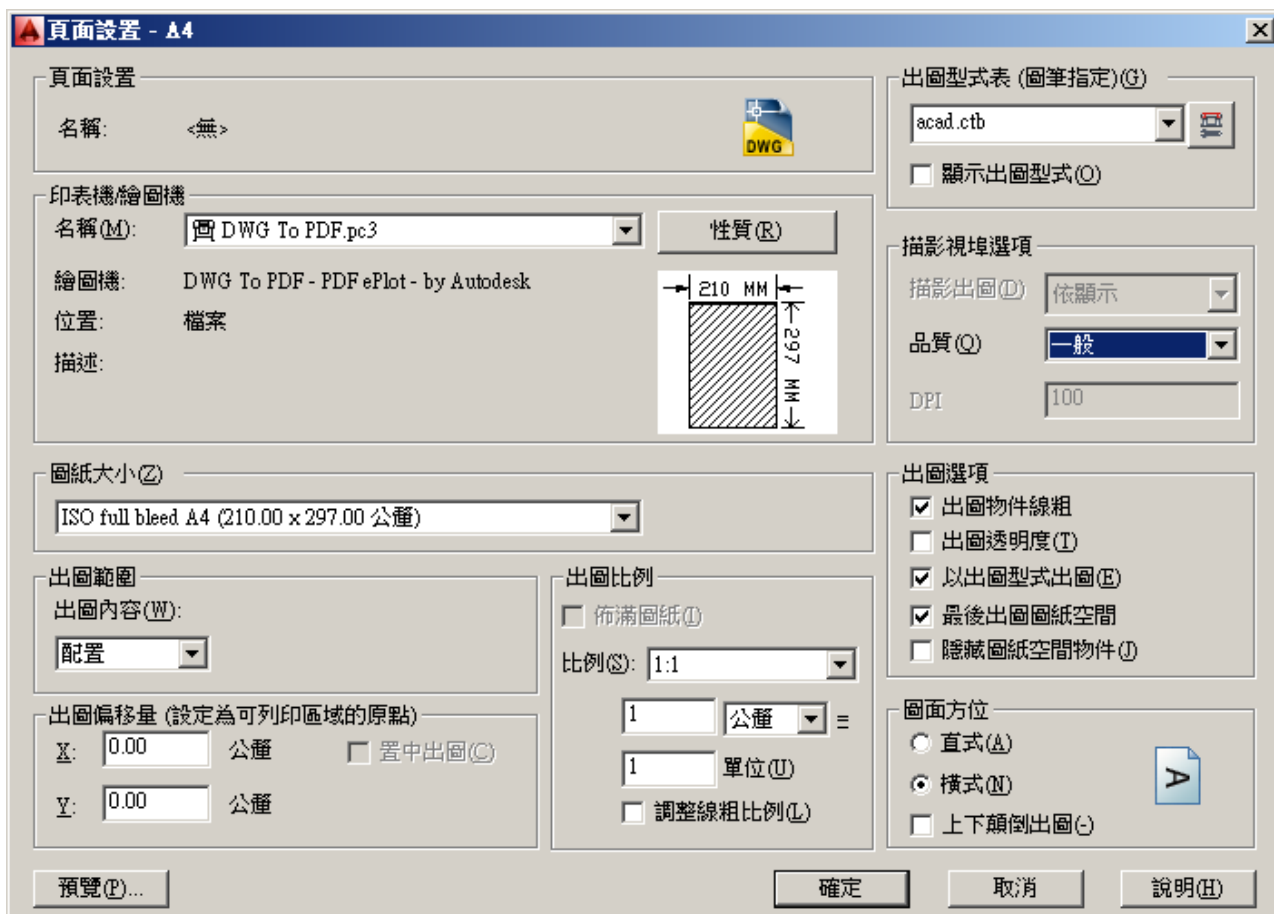 頁面設置 - A4
頁面設置
名稱: <無>
DWG
印表機/繪圖機
名稱(M): DWG To PDF.pc3 性質(R)
繪圖機: DWG To PDF - PDF ePlot - by Autodesk
位置: 檔案
描述:
210 MM
297 MM
圖紙大小(Z)
ISO full bleed A4 (210.00 x 297.00 公釐)
出圖範圍
出圖內容(W):
配置
出圖偏移量 (設定為可列印區域的原點)
X: 0.00 公釐 置中出圖(C)
Y: 0.00 公釐
出圖比例
佈滿圖紙(I)
比例(S): 1:1
1 公釐 =
1 單位(U)
調整線粗比例(L)
出圖型式表 (圖筆指定)(G)
acad.ctb
顯示出圖型式(O)
描影視埠選項
描影出圖(D) 依顯示
品質(Q) 一般
DPI 100
出圖選項
出圖物件線粗
出圖透明度(T)
以出圖型式出圖(E)
最後出圖圖紙空間
隱藏圖紙空間物件(J)
圖面方位
直式(A)
橫式(N)
A
上下顛倒出圖(-)
預覽(P)... 確定 取消 說明(H)